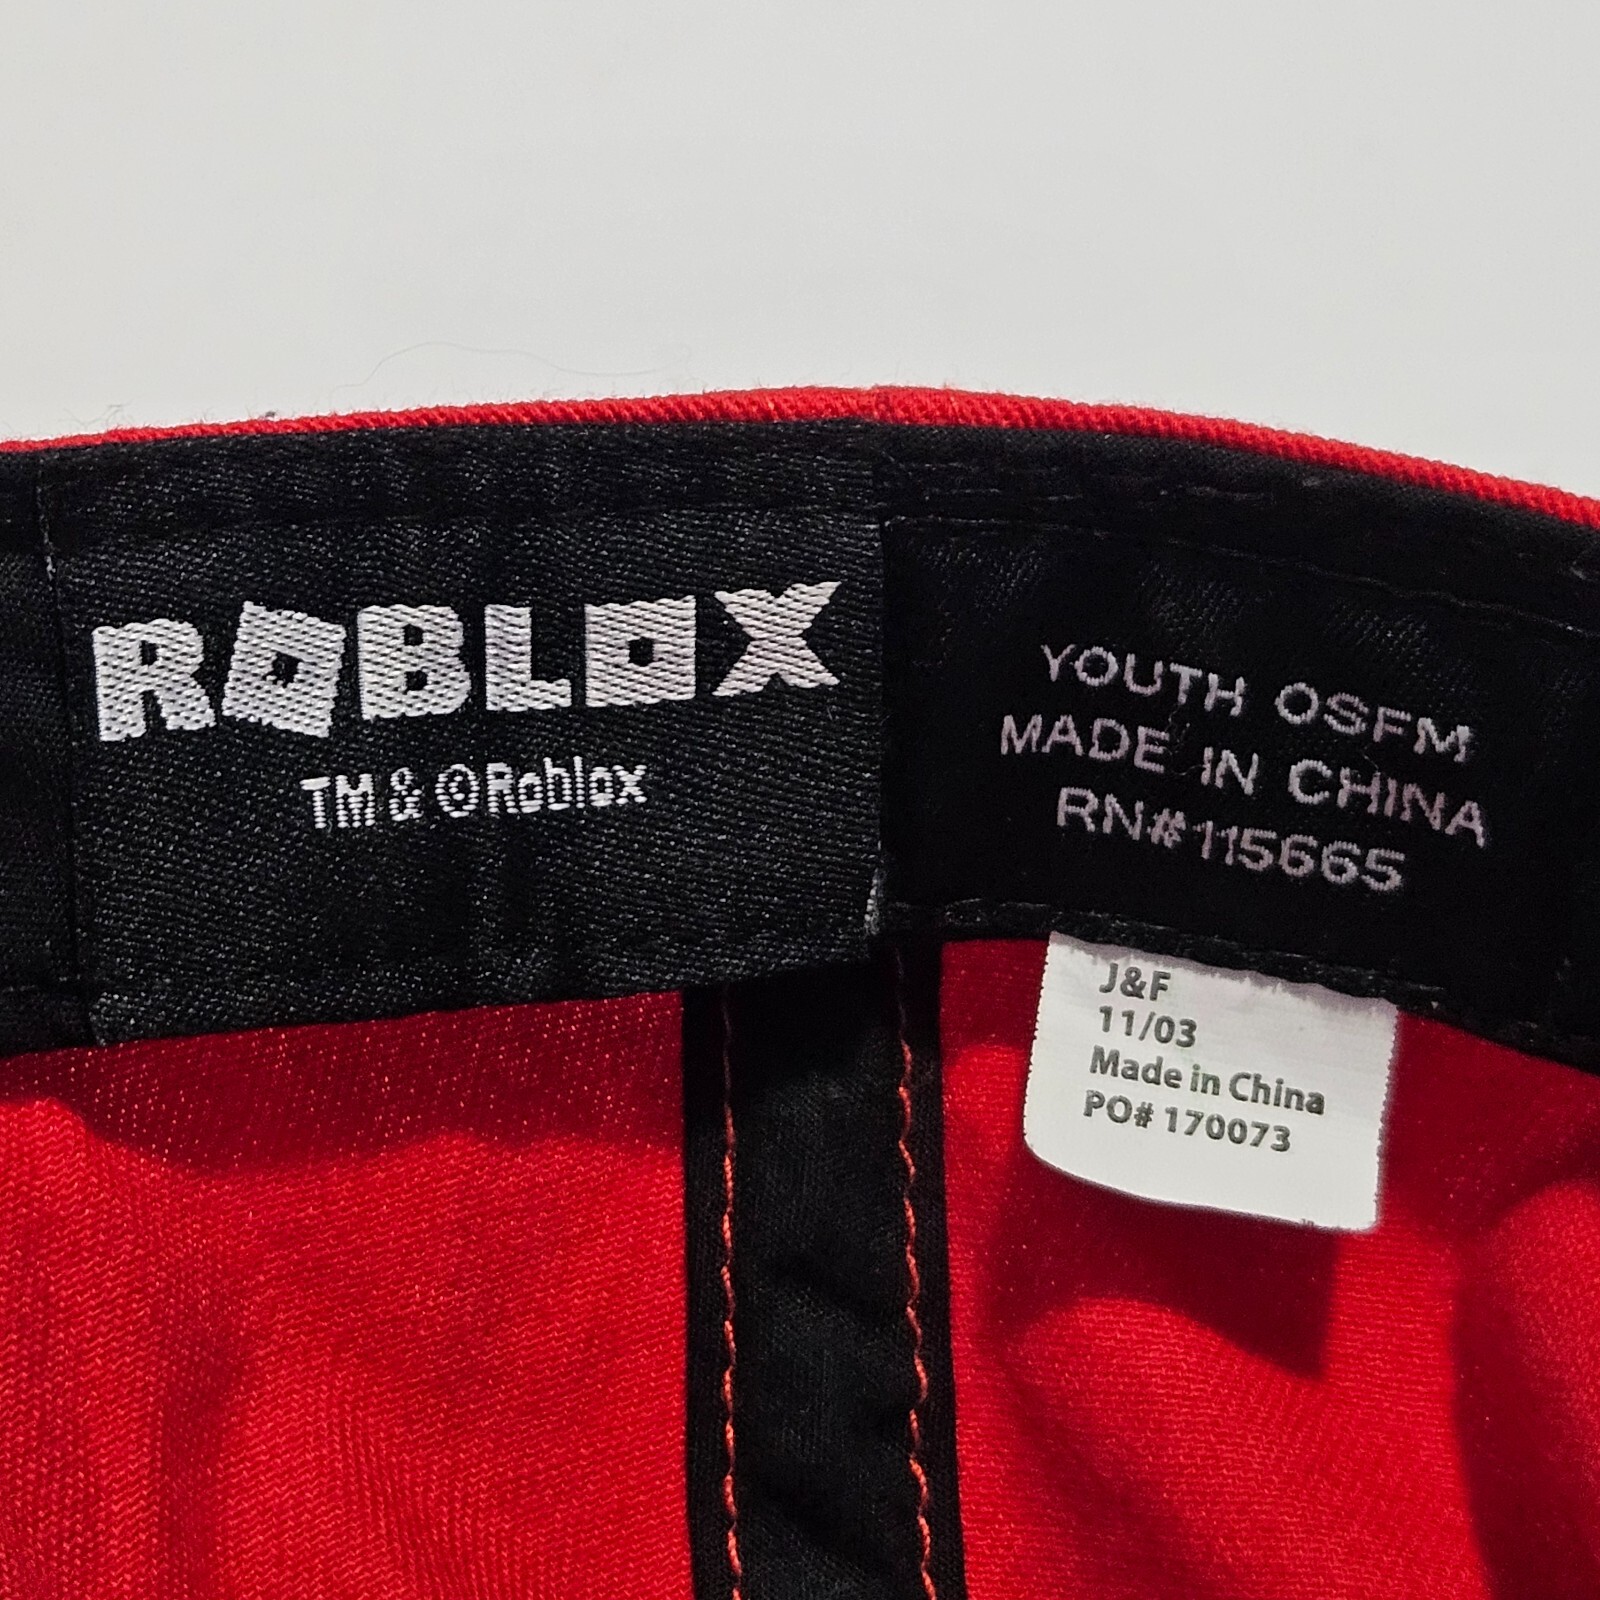 ROBLOX
TM & ©Roblox
YOUTH OSFM
MADE IN CHINA
RN#115665
J&F
11/03
Made in China
PO# 170073